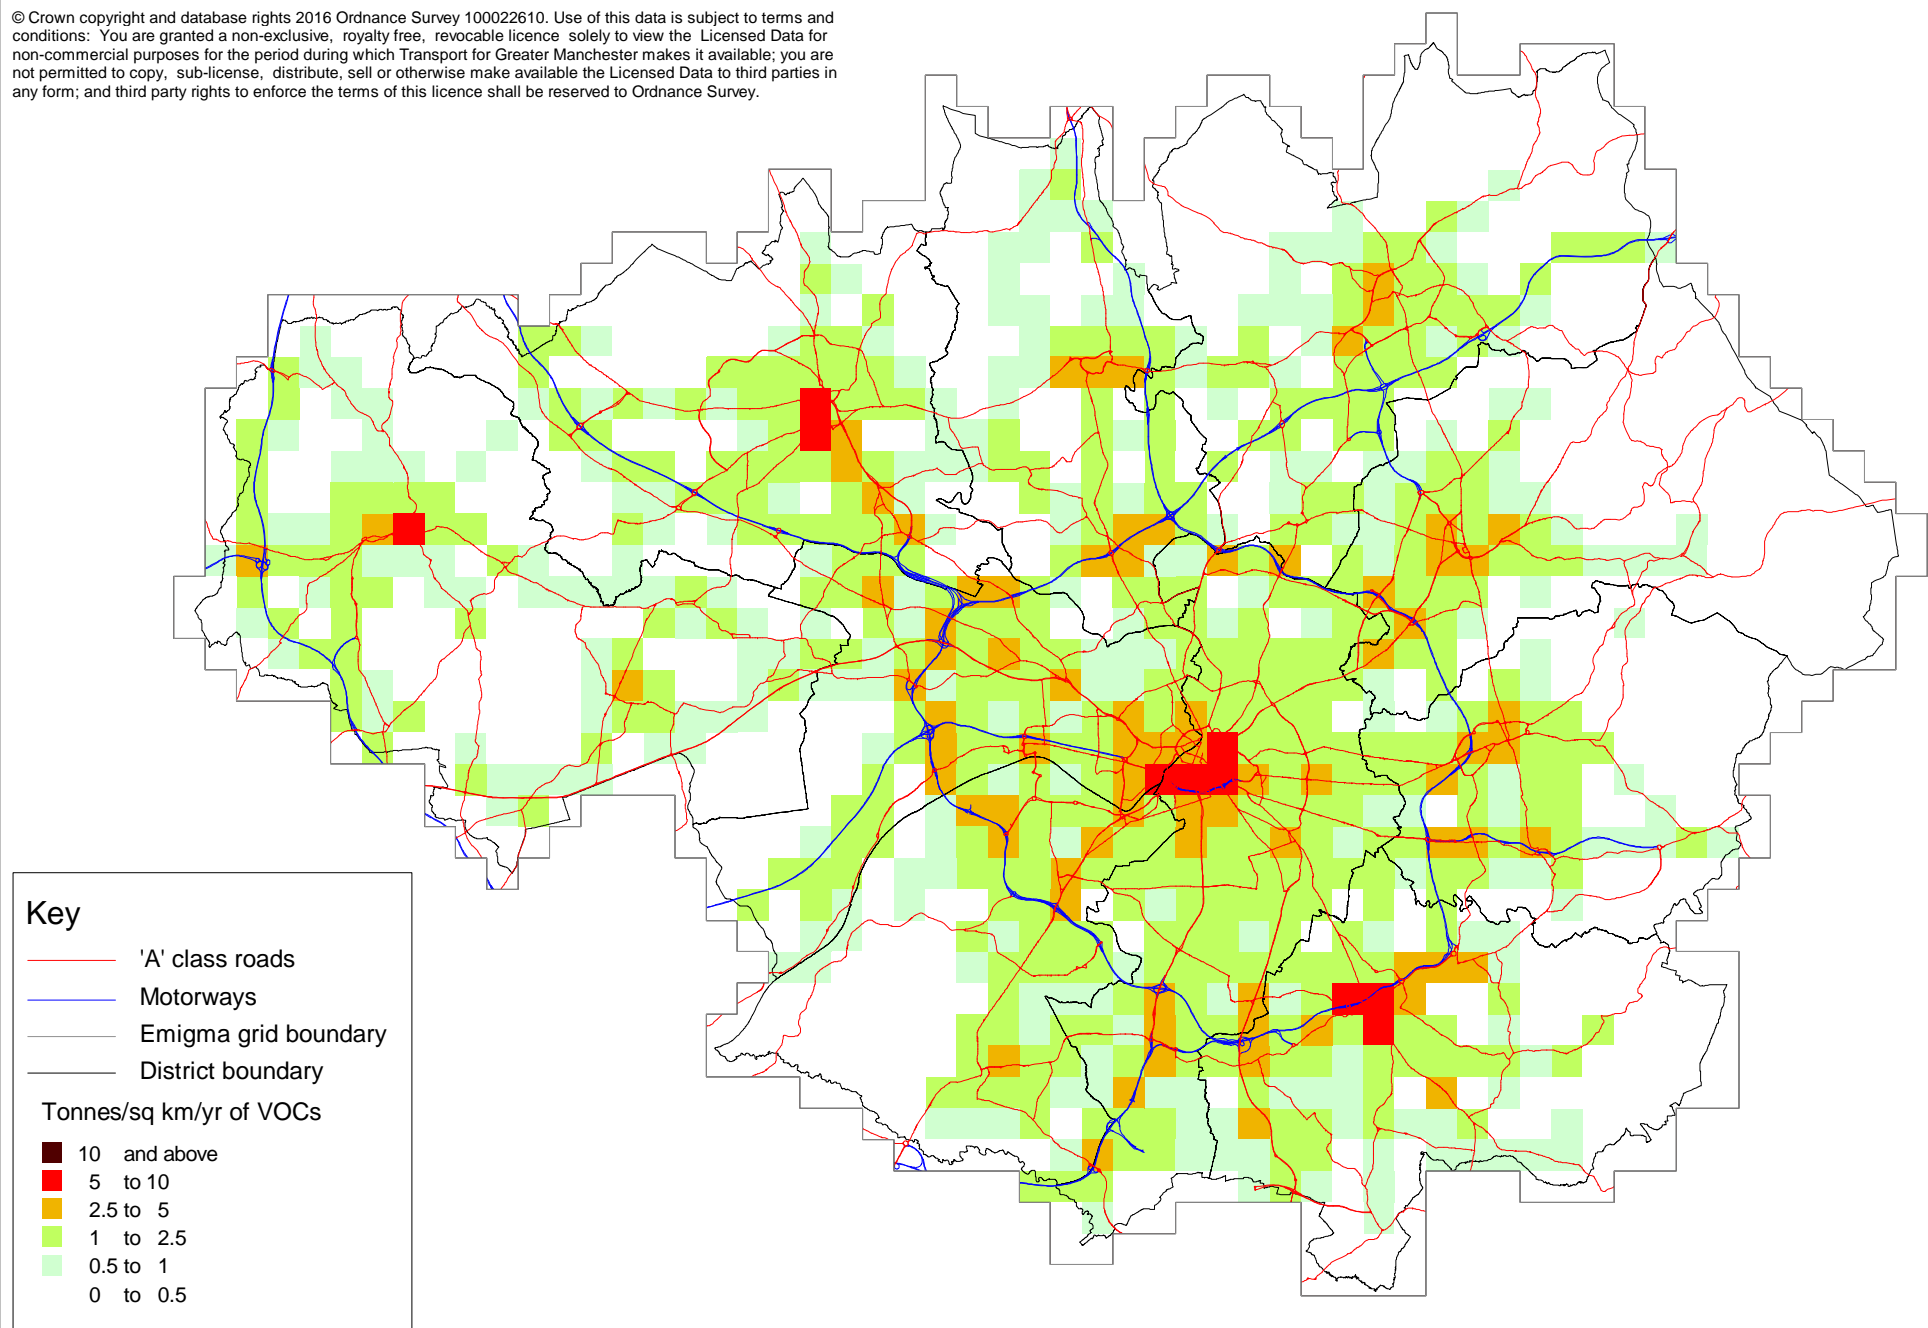 © Crown copyright and database rights 2016 Ordnance Survey 100022610. Use of this data is subject to terms and
conditions: You are granted a non-exclusive, royalty free, revocable licence solely to view the Licensed Data for
non-commercial purposes for the period during which Transport for Greater Manchester makes it available; you are
not permitted to copy, sub-license, distribute, sell or otherwise make available the Licensed Data to third parties in
any form; and third party rights to enforce the terms of this licence shall be reserved to Ordnance Survey.
Key
'A' class roads
Motorways
Emigma grid boundary
District boundary
Tonnes/sq km/yr of VOCs
10 and above
5 to 10
2.5 to 5
1 to 2.5
0.5 to 1
0 to 0.5